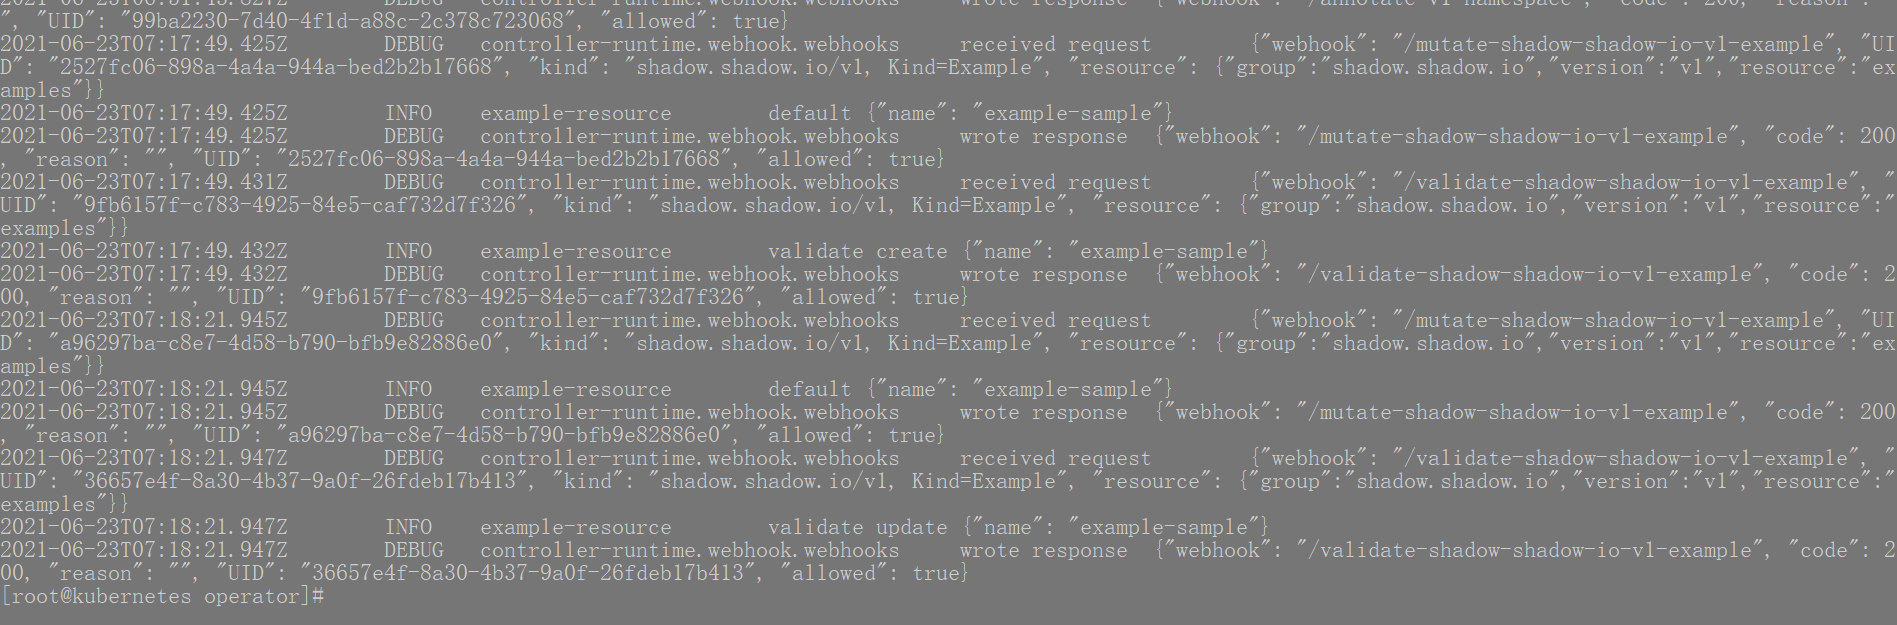 ", "UID": "99ba2230-7d40-4f1d-a88c-2c378c723068", "allowed": true}
2021-06-23T07:17:49.425Z DEBUG controller-runtime.webhook.webhooks received request {"webhook": "/mutate-shadow-shadow-io-v1-example", "UI
D": "2527fc06-898a-4a4a-944a-bed2b2b17668", "kind": "shadow.shadow.io/v1, Kind=Example", "resource": {"group":"shadow.shadow.io","version":"v1","resource":"ex
amples"}}
2021-06-23T07:17:49.425Z INFO example-resource default {"name": "example-sample"}
2021-06-23T07:17:49.425Z DEBUG controller-runtime.webhook.webhooks wrote response {"webhook": "/mutate-shadow-shadow-io-v1-example", "code": 200
, "reason": "", "UID": "2527fc06-898a-4a4a-944a-bed2b2b17668", "allowed": true}
2021-06-23T07:17:49.431Z DEBUG controller-runtime.webhook.webhooks received request {"webhook": "/validate-shadow-shadow-io-v1-example", "
UID": "9fb6157f-c783-4925-84e5-caf732d7f326", "kind": "shadow.shadow.io/v1, Kind=Example", "resource": {"group":"shadow.shadow.io","version":"v1","resource":"
examples"}}
2021-06-23T07:17:49.432Z INFO example-resource validate create {"name": "example-sample"}
2021-06-23T07:17:49.432Z DEBUG controller-runtime.webhook.webhooks wrote response {"webhook": "/validate-shadow-shadow-io-v1-example", "code": 2
00, "reason": "", "UID": "9fb6157f-c783-4925-84e5-caf732d7f326", "allowed": true}
2021-06-23T07:18:21.945Z DEBUG controller-runtime.webhook.webhooks received request {"webhook": "/mutate-shadow-shadow-io-v1-example", "UI
D": "a96297ba-c8e7-4d58-b790-bfb9e82886e0", "kind": "shadow.shadow.io/v1, Kind=Example", "resource": {"group":"shadow.shadow.io","version":"v1","resource":"ex
amples"}}
2021-06-23T07:18:21.945Z INFO example-resource default {"name": "example-sample"}
2021-06-23T07:18:21.945Z DEBUG controller-runtime.webhook.webhooks wrote response {"webhook": "/mutate-shadow-shadow-io-v1-example", "code": 200
, "reason": "", "UID": "a96297ba-c8e7-4d58-b790-bfb9e82886e0", "allowed": true}
2021-06-23T07:18:21.947Z DEBUG controller-runtime.webhook.webhooks received request {"webhook": "/validate-shadow-shadow-io-v1-example", "
UID": "36657e4f-8a30-4b37-9a0f-26fdeb17b413", "kind": "shadow.shadow.io/v1, Kind=Example", "resource": {"group":"shadow.shadow.io","version":"v1","resource":"
examples"}}
2021-06-23T07:18:21.947Z INFO example-resource validate update {"name": "example-sample"}
2021-06-23T07:18:21.947Z DEBUG controller-runtime.webhook.webhooks wrote response {"webhook": "/validate-shadow-shadow-io-v1-example", "code": 2
00, "reason": "", "UID": "36657e4f-8a30-4b37-9a0f-26fdeb17b413", "allowed": true}
[root@kubernetes operator]#